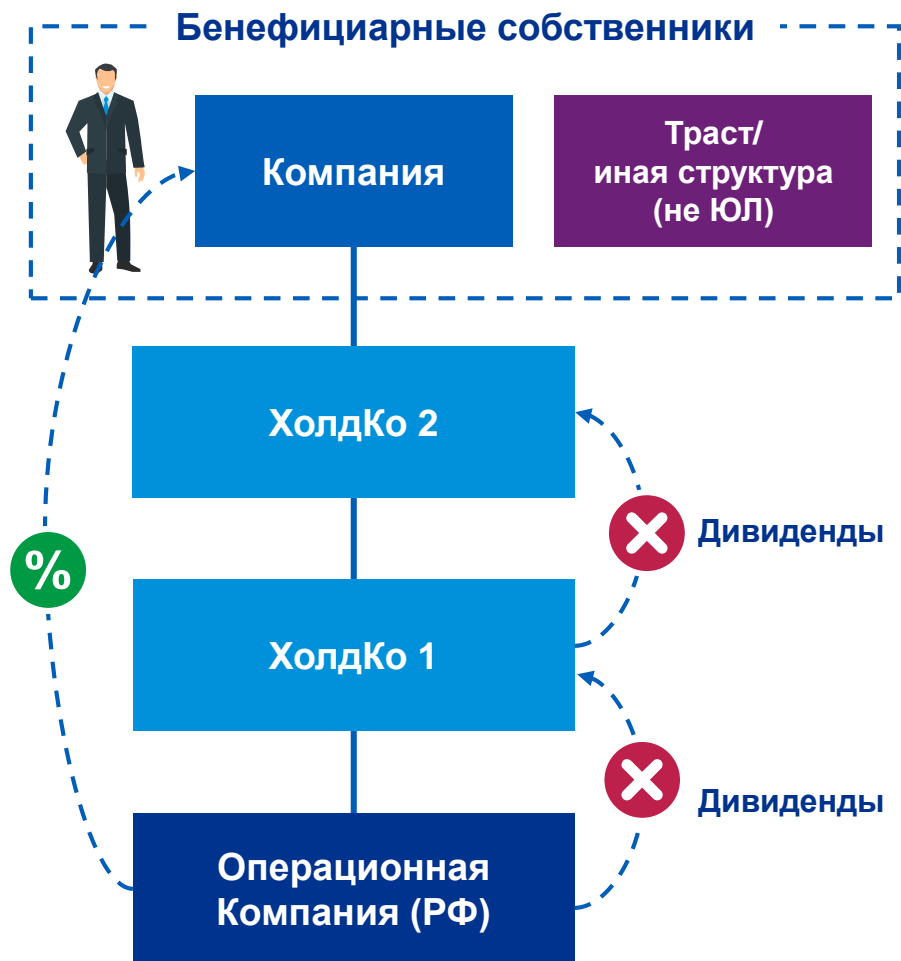 Бенефициарные собственники
Компания
Траст/
иная структура
(не ЮЛ)
ХолдКо 2
Дивиденды
%
ХолдКо 1
Дивиденды
Операционная
Компания (РФ)